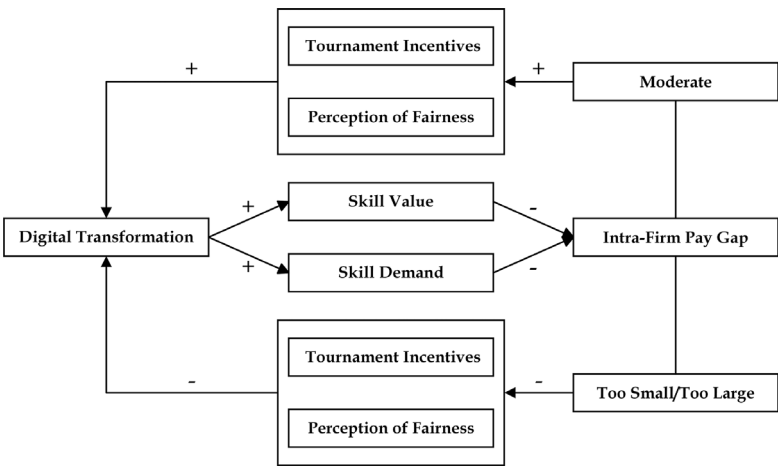 Tournament Incentives
+
+
Moderate
Perception of Fairness
+
Skill Value
-
Digital Transformation
Intra-Firm Pay Gap
+
Skill Demand
-
Tournament Incentives
-
-
Too Small/Too Large
Perception of Fairness